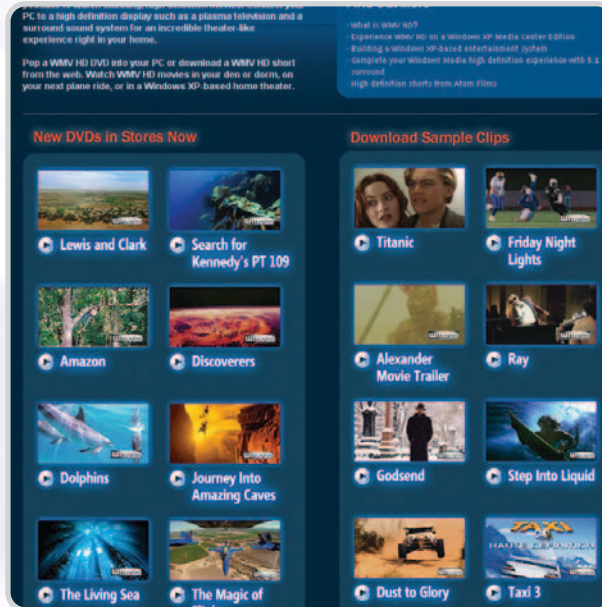 PC to a high definition display such as a plasma television and a
surround sound system for an incredible theater-like
experience right in your home.
Pop a WMV HD DVD into your PC or download a WMV HD short
from the web. Watch WMV HD movies in your den or dorm, on
your next plane ride, or in a Windows XP-based home theater.
· What is WMV HD?
· Experience WMV HD on a Windows XP Media Center Edition
· Building a Windows XP-based entertainment system
· Complete your Windows Media high definition experience with 5.1
surround
· High definition shorts from Atom Films
New DVDs in Stores Now
Lewis and Clark
Search for
Kennedy's PT 109
Amazon
Discoverers
Dolphins
Journey Into
Amazing Caves
The Living Sea
The Magic of
Download Sample Clips
Titanic
Friday Night
Lights
Alexander
Movie Trailer
Ray
Godsend
Step Into Liquid
Dust to Glory
TAXI
Taxi 3